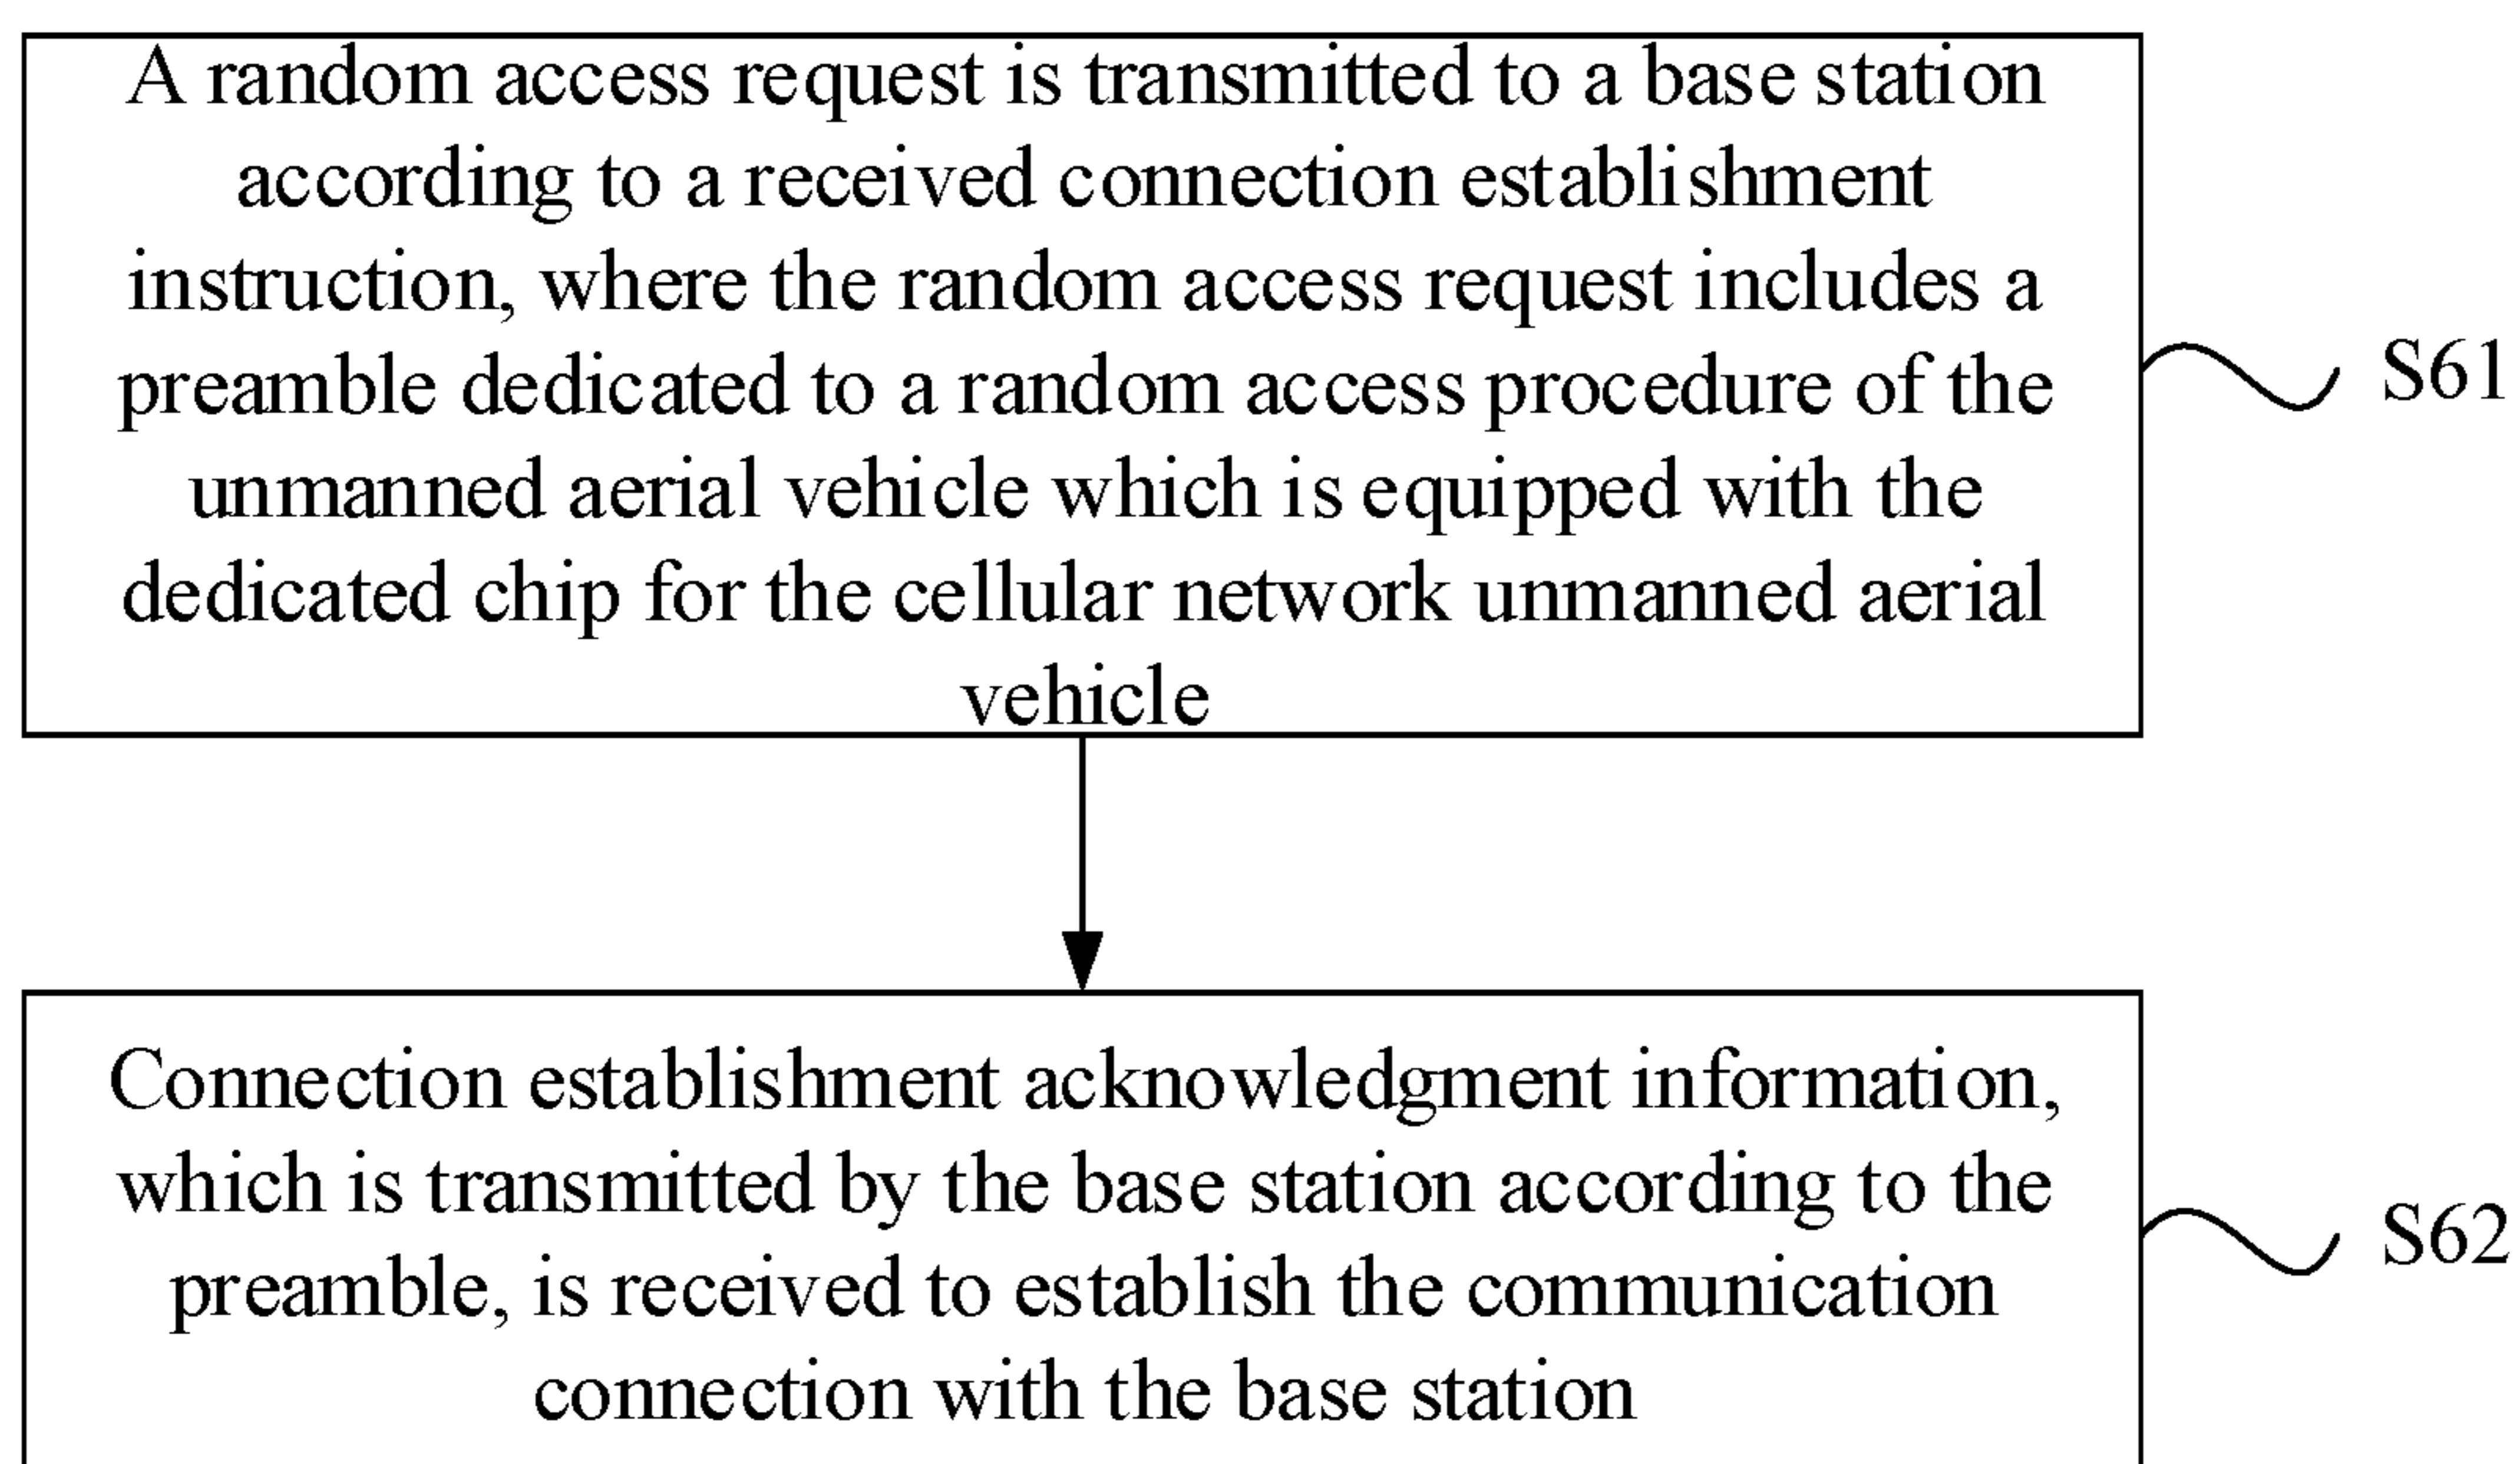 A random access request is transmitted to a base station
according to a received connection establishment
instruction, where the random access request includes a
preamble dedicated to a random access procedure of the
unmanned aerial vehicle which is equipped with the
dedicated chip for the cellular network unmanned aerial
vehicle
S61
Connection establishment acknowledgment information,
which is transmitted by the base station according to the
preamble, is received to establish the communication
connection with the base station
S62